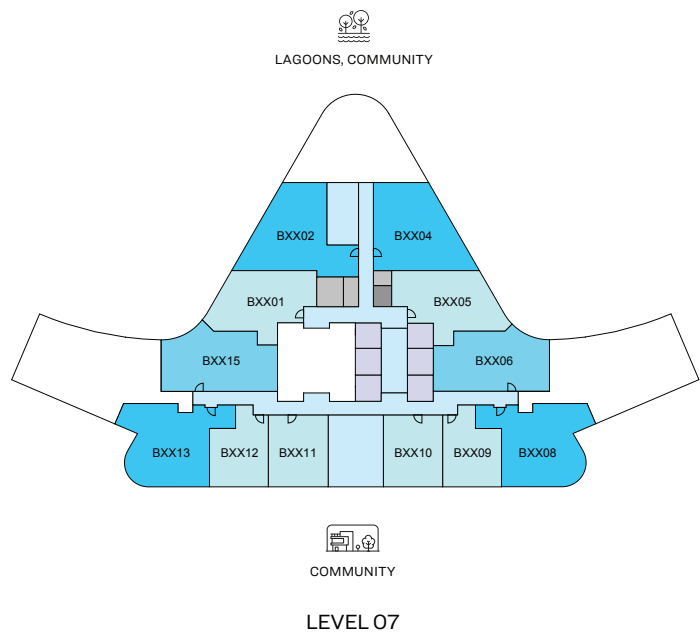 LAGOONS, COMMUNITY
BXX02
BXX04
BXX01
BXX05
BXX15
BXX06
BXX13
BXX12
BXX11
BXX10
BXX09
BXX08
COMMUNITY
LEVEL 07